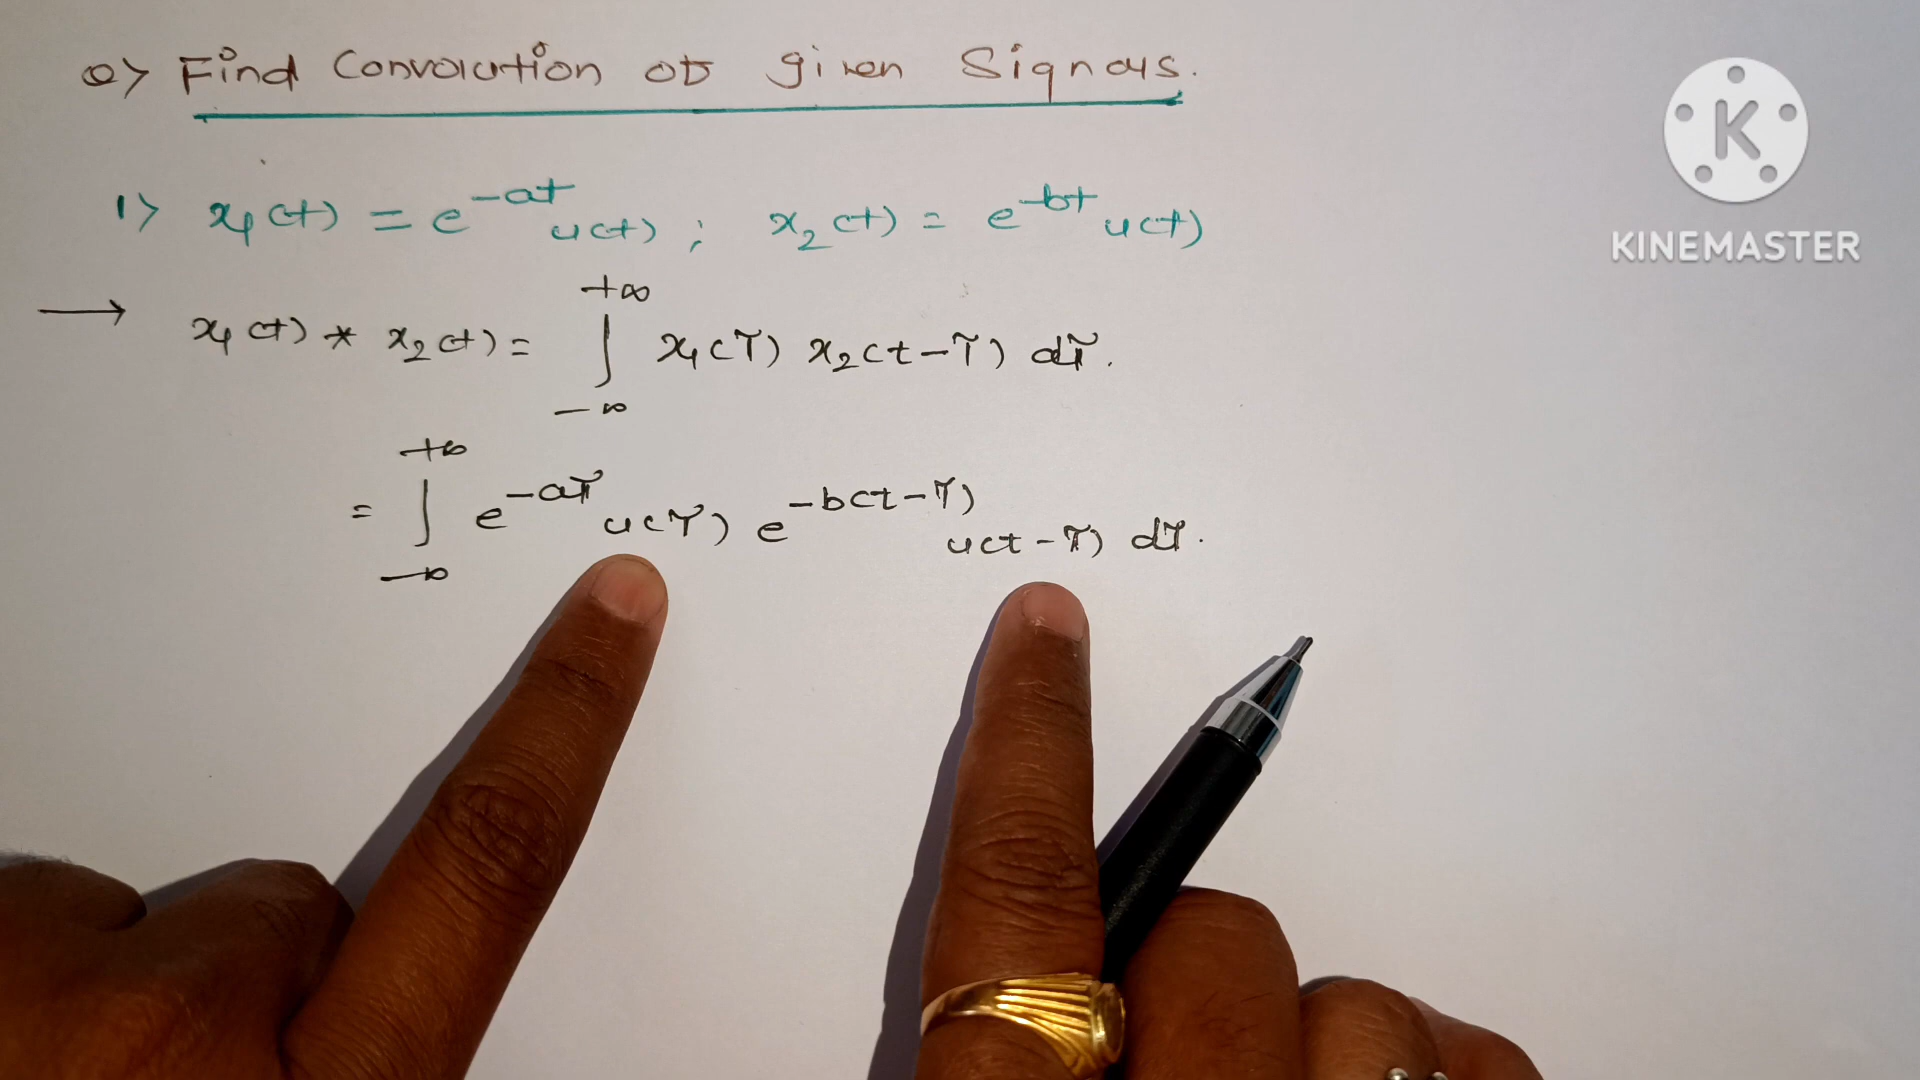 Q> Find Convolution of given Signals.
1> x₁(t) = e^-at u(t) ; x₂(t) = e^-bt u(t)
→ x₁(t) * x₂(t) = ∫_-∞^+∞ x₁(τ) x₂(t-τ) dτ.
= ∫_-∞^+∞ e^-aτ u(τ) e^-b(t-τ) u(t-τ) dτ.
K
KINEMASTER